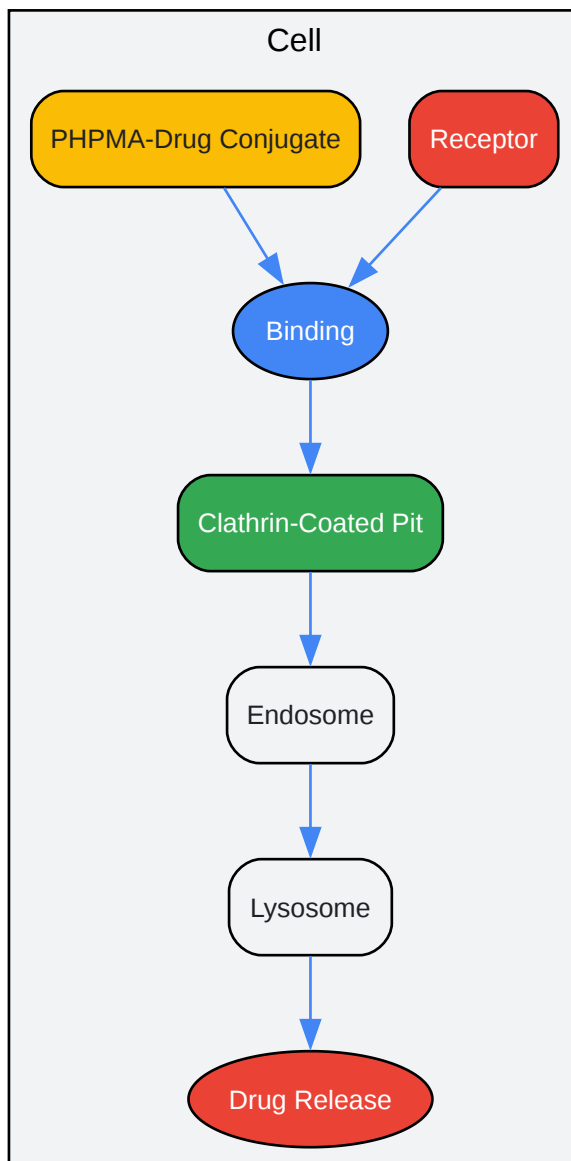 Cell
PHPMA-Drug Conjugate
Receptor
Binding
Clathrin-Coated Pit
Endosome
Lysosome
Drug Release